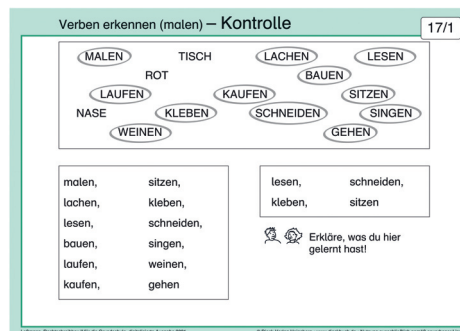 Verben erkennen (malen) – Kontrolle
17/1
MALEN TISCH LACHEN LESEN
ROT BAUEN
LAUFEN KAUFEN SITZEN
NASE KLEBEN SCHNEIDEN SINGEN
WEINEN GEHEN
malen, sitzen,
lachen, kleben,
lesen, schneiden,
bauen, singen,
laufen, weinen,
kaufen, gehen
lesen, schneiden,
kleben, sitzen
Erkläre, was du hier
gelernt hast!